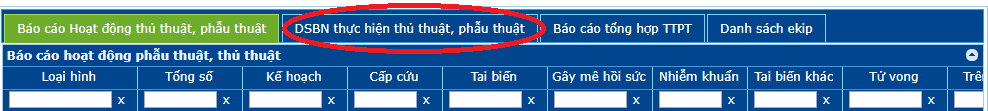 Báo cáo Hoạt động thủ thuật, phẫu thuật DSBN thực hiện thủ thuật, phẫu thuật Báo cáo tổng hợp TTPT Danh sách ekip
Báo cáo hoạt động phẫu thuật, thủ thuật
Loại hình Tổng số Kế hoạch Cấp cứu Tai biến Gây mê hồi sức Nhiễm khuẩn Tai biến khác Tử vong Trê
x x x x x x x x x